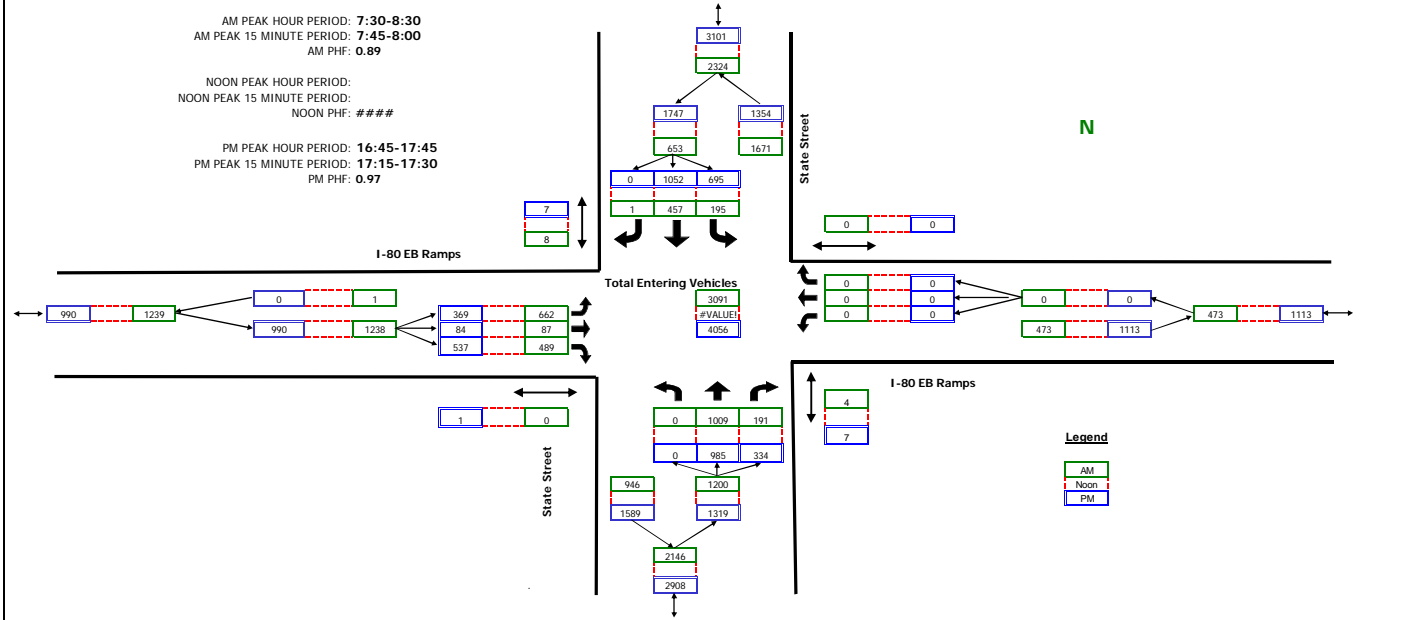 AM PEAK HOUR PERIOD: 7:30-8:30
AM PEAK 15 MINUTE PERIOD: 7:45-8:00
AM PHF: 0.89
NOON PEAK HOUR PERIOD:
NOON PEAK 15 MINUTE PERIOD:
NOON PHF: ####
PM PEAK HOUR PERIOD: 16:45-17:45
PM PEAK 15 MINUTE PERIOD: 17:15-17:30
PM PHF: 0.97
3101
2324
1747 1354
653 1671
0 1052 695
1 457 195
State Street
N
7
8
I-80 EB Ramps
0 0
Total Entering Vehicles
3091
#VALUE!
4056
990 1239
0 1
990 1238
369 662
84 87
537 489
0 0
0 0
0 0
0 0
473 1113
473 1113
1 0
State Street
0 1009 191
0 985 334
946 1200
1589 1319
2146
2908
I-80 EB Ramps
4
7
Legend
AM
Noon
PM